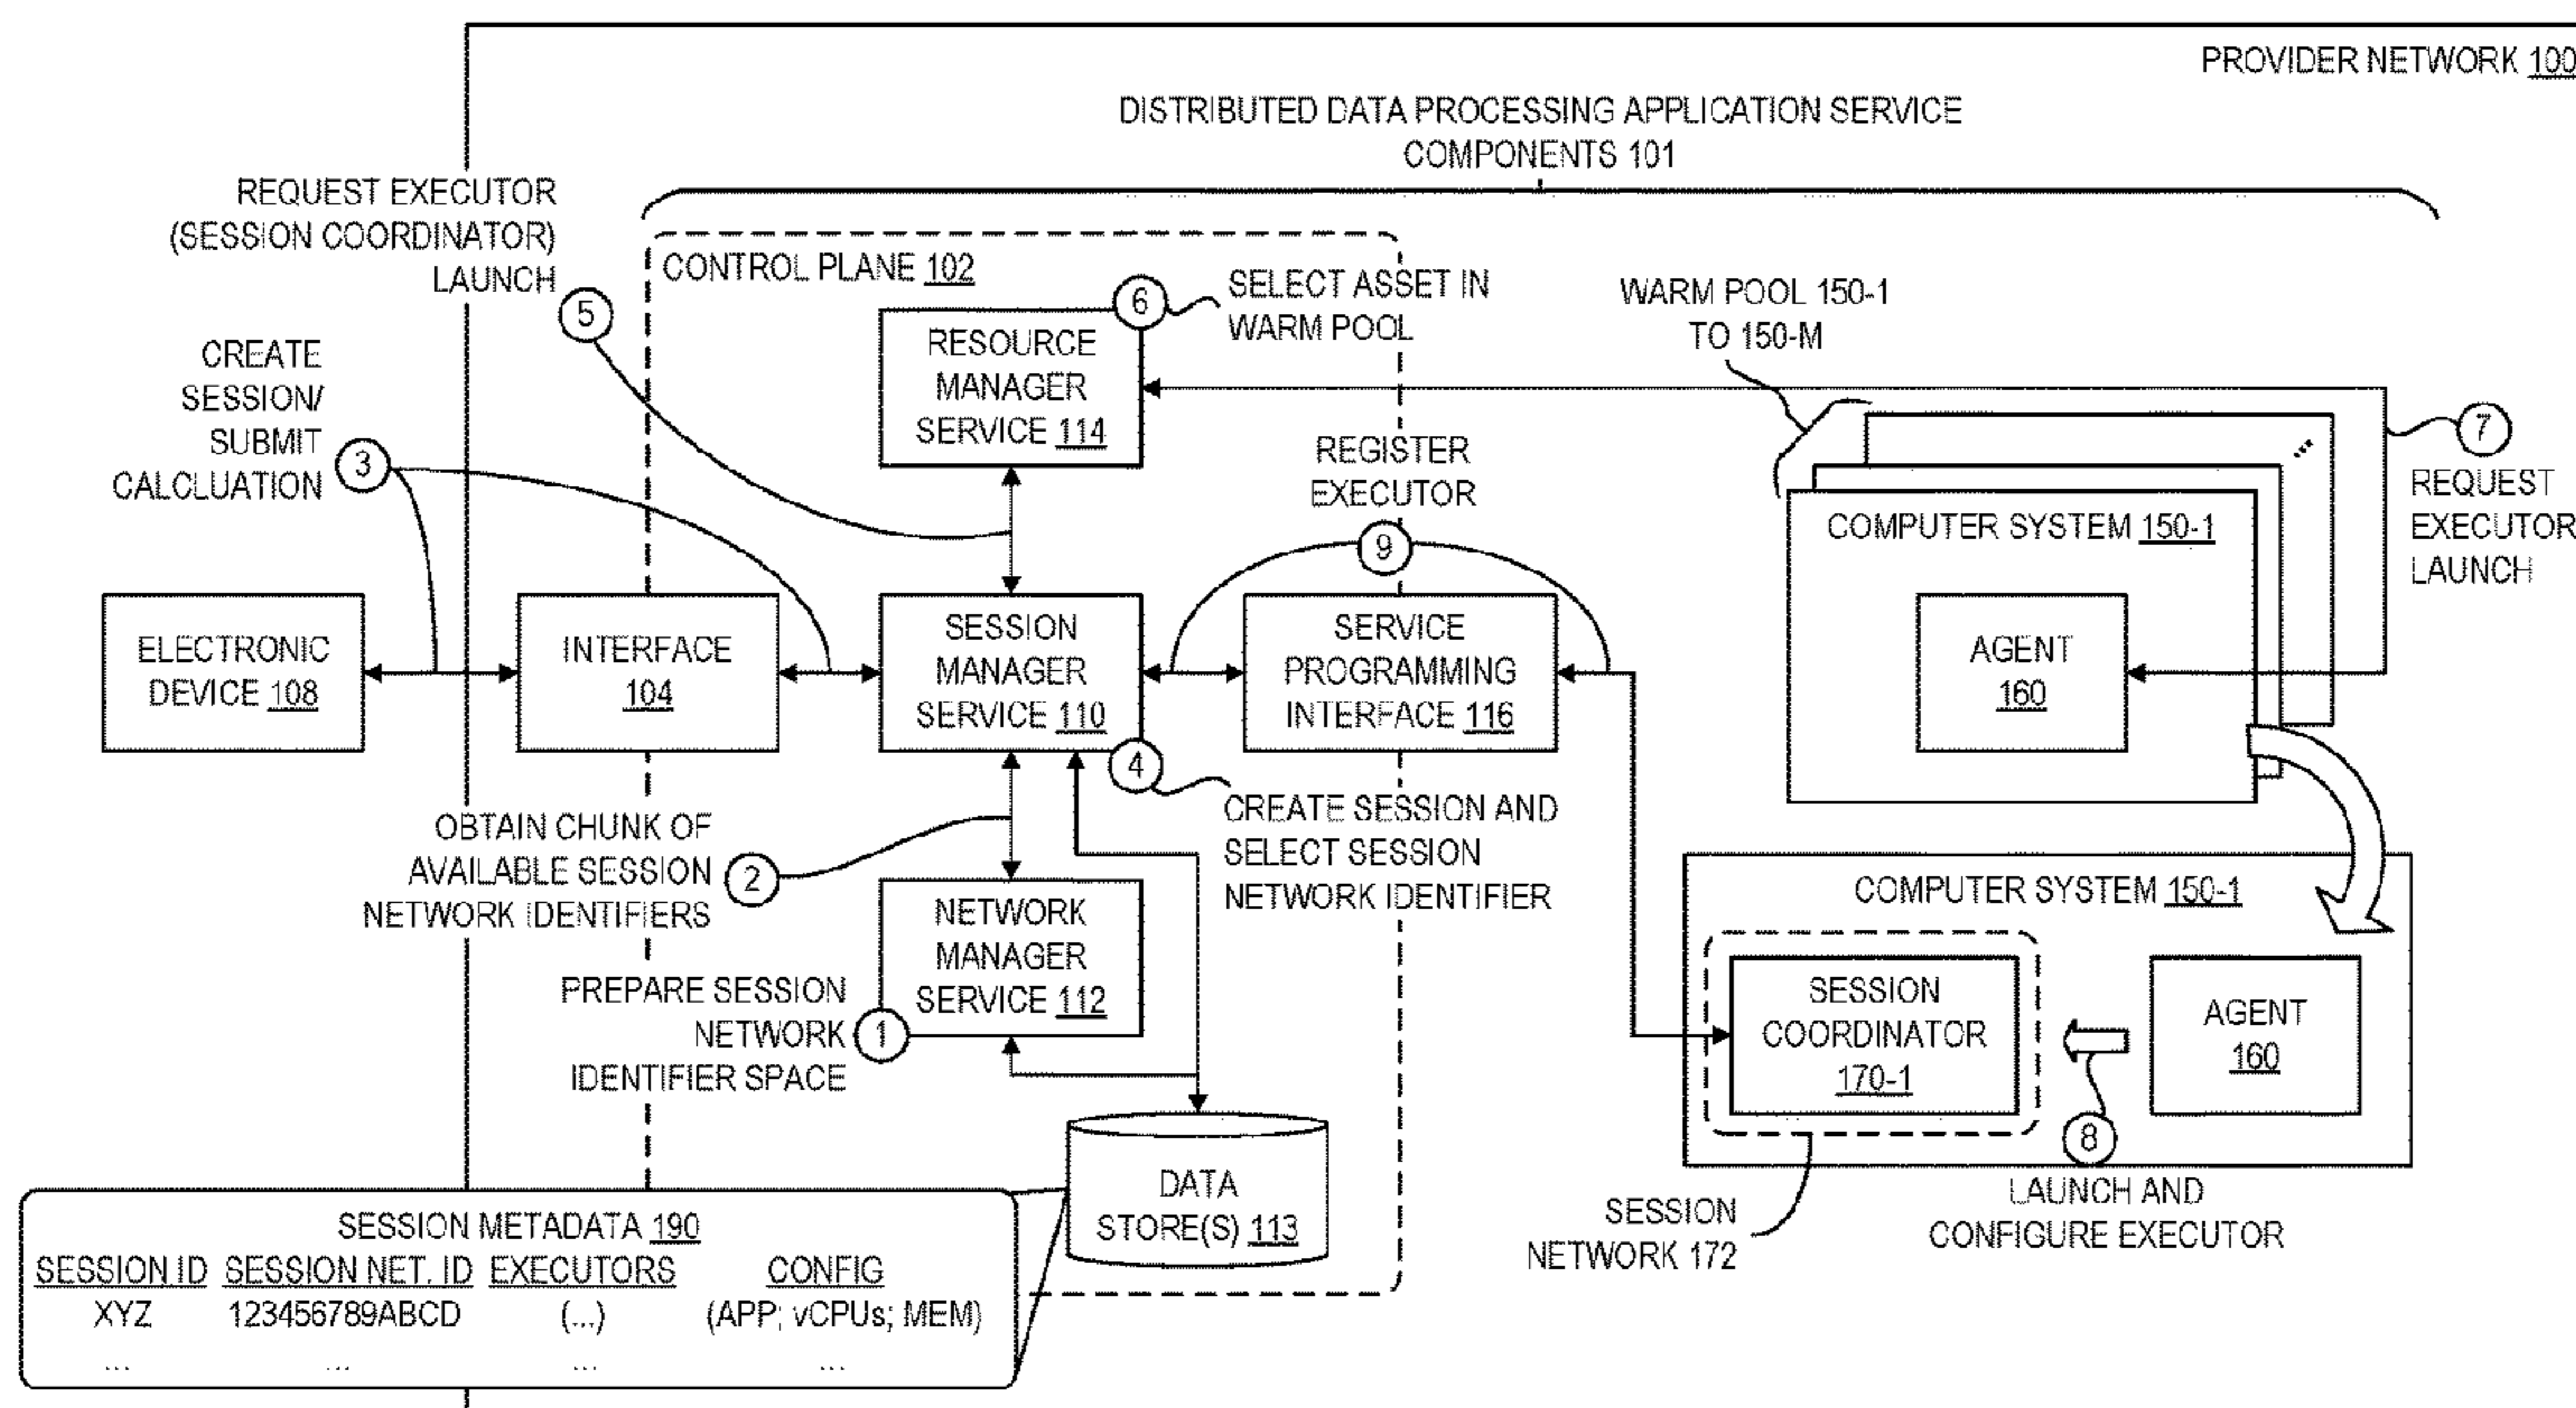 PROVIDER NETWORK 100
DISTRIBUTED DATA PROCESSING APPLICATION SERVICE
COMPONENTS 101
REQUEST EXECUTOR
(SESSION COORDINATOR)
LAUNCH
5
CONTROL PLANE 102
6
SELECT ASSET IN
WARM POOL
WARM POOL 150-1
TO 150-M
CREATE
SESSION/
SUBMIT
CALCLUATION
3
RESOURCE
MANAGER
SERVICE 114
REGISTER
EXECUTOR
9
7
REQUEST
EXECUTOR
LAUNCH
...
COMPUTER SYSTEM 150-1
AGENT
160
ELECTRONIC
DEVICE 108
INTERFACE
104
SESSION
MANAGER
SERVICE 110
SERVICE
PROGRAMMING
INTERFACE 116
4
CREATE SESSION AND
SELECT SESSION
NETWORK IDENTIFIER
OBTAIN CHUNK OF
AVAILABLE SESSION
NETWORK IDENTIFIERS
2
NETWORK
MANAGER
SERVICE 112
PREPARE SESSION
NETWORK
IDENTIFIER SPACE
1
COMPUTER SYSTEM 150-1
SESSION
COORDINATOR
170-1
AGENT
160
8
LAUNCH AND
CONFIGURE EXECUTOR
SESSION
NETWORK 172
DATA
STORE(S) 113
SESSION METADATA 190
SESSION ID SESSION NET. ID EXECUTORS CONFIG
XYZ 123456789ABCD (...) (APP; vCPUs; MEM)
... ... ... ...